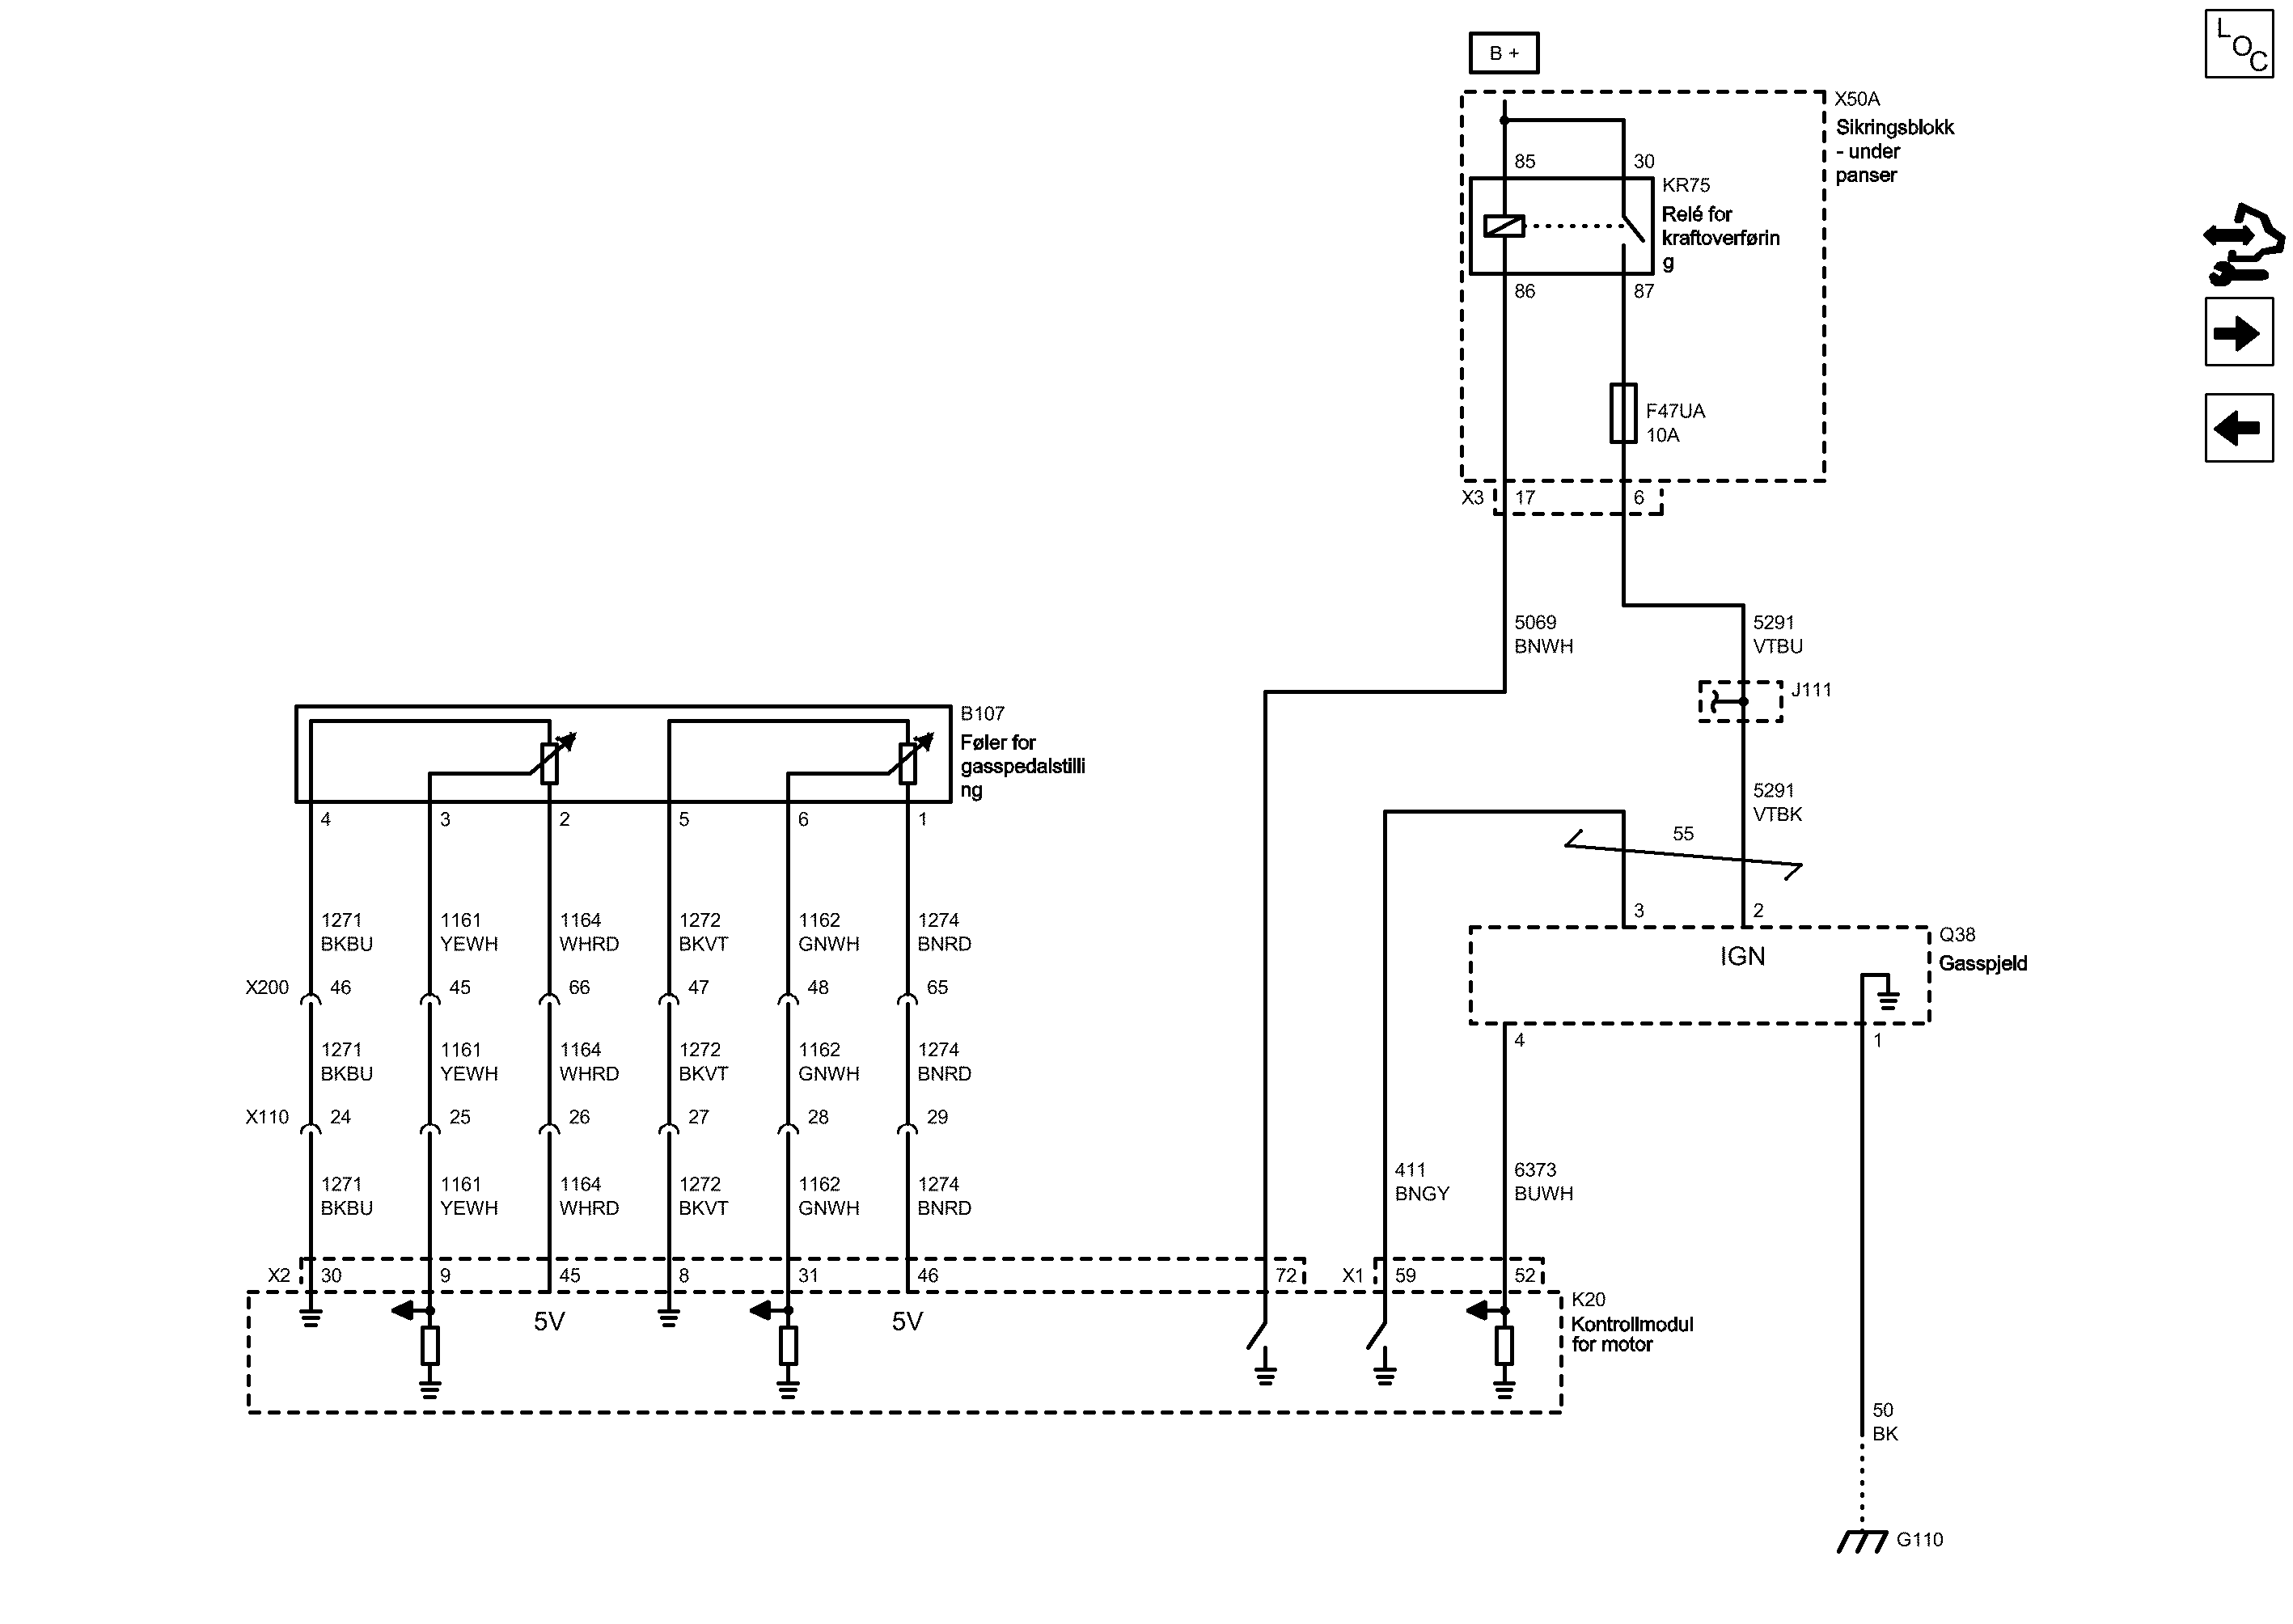 L O C
B +
X50A
Sikringsblokk
- under
panser
85 30
KR75
Relé for
kraftoverførin
g
86 87
F47UA
10A
X3 17 6
5069
BNWH
5291
VTBU
J111
B107
Føler for
gasspedalstilli
ng
4 3 2 5 6 1
5291
VTBK
55
3 2
IGN
Q38
Gasspjeld
4 1
1271 1161 1164 1272 1162 1274
BKBU YEWH WHRD BKVT GNWH BNRD
X200 46 45 66 47 48 65
1271 1161 1164 1272 1162 1274
BKBU YEWH WHRD BKVT GNWH BNRD
X110 24 25 26 27 28 29
1271 1161 1164 1272 1162 1274
BKBU YEWH WHRD BKVT GNWH BNRD
411
BNGY
6373
BUWH
X2 30 9 45 8 31 46 72 X1 59 52
5V 5V
K20
Kontrollmodul
for motor
50
BK
G110